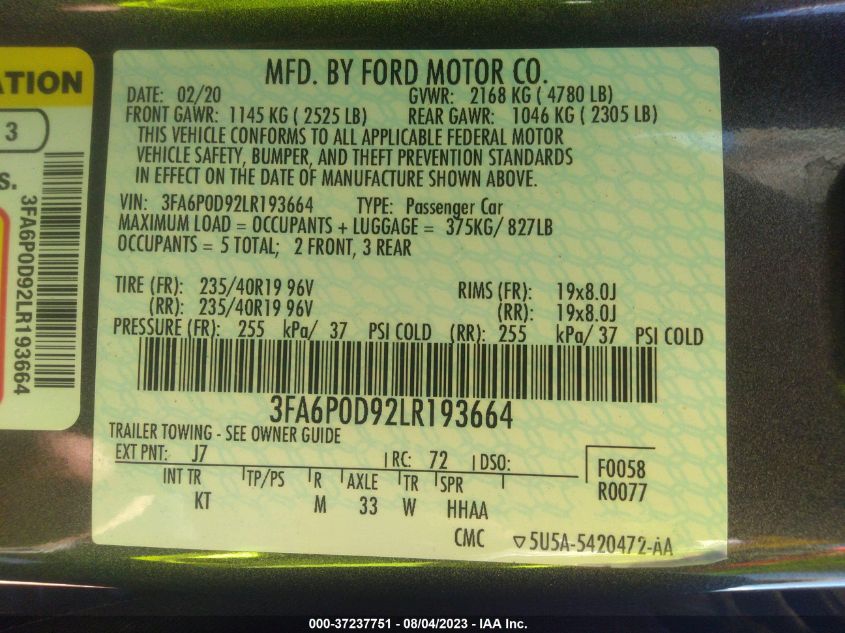 ATION
3
S.
3FA6P0D92LR193664
MFD. BY FORD MOTOR CO.
DATE: 02/20 GVWR: 2168 KG ( 4780 LB)
FRONT GAWR: 1145 KG ( 2525 LB) REAR GAWR: 1046 KG ( 2305 LB)
THIS VEHICLE CONFORMS TO ALL APPLICABLE FEDERAL MOTOR
VEHICLE SAFETY, BUMPER, AND THEFT PREVENTION STANDARDS
IN EFFECT ON THE DATE OF MANUFACTURE SHOWN ABOVE.
VIN: 3FA6P0D92LR193664 TYPE: Passenger Car
MAXIMUM LOAD = OCCUPANTS + LUGGAGE = 375KG/ 827LB
OCCUPANTS = 5 TOTAL; 2 FRONT, 3 REAR
TIRE (FR): 235/40R19 96V RIMS (FR): 19x8.0J
(RR): 235/40R19 96V (RR): 19x8.0J
PRESSURE (FR): 255 kPa/ 37 PSI COLD (RR): 255 kPa/ 37 PSI COLD
3FA6P0D92LR193664
TRAILER TOWING - SEE OWNER GUIDE
EXT PNT: J7 RC: 72 DSO: F0058
INT TR TP/PS R AXLE TR SPR R0077
KT M 33 W HHAA
CMC ▽5U5A-5420472-AA
000-37237751 - 08/04/2023 - IAA Inc.